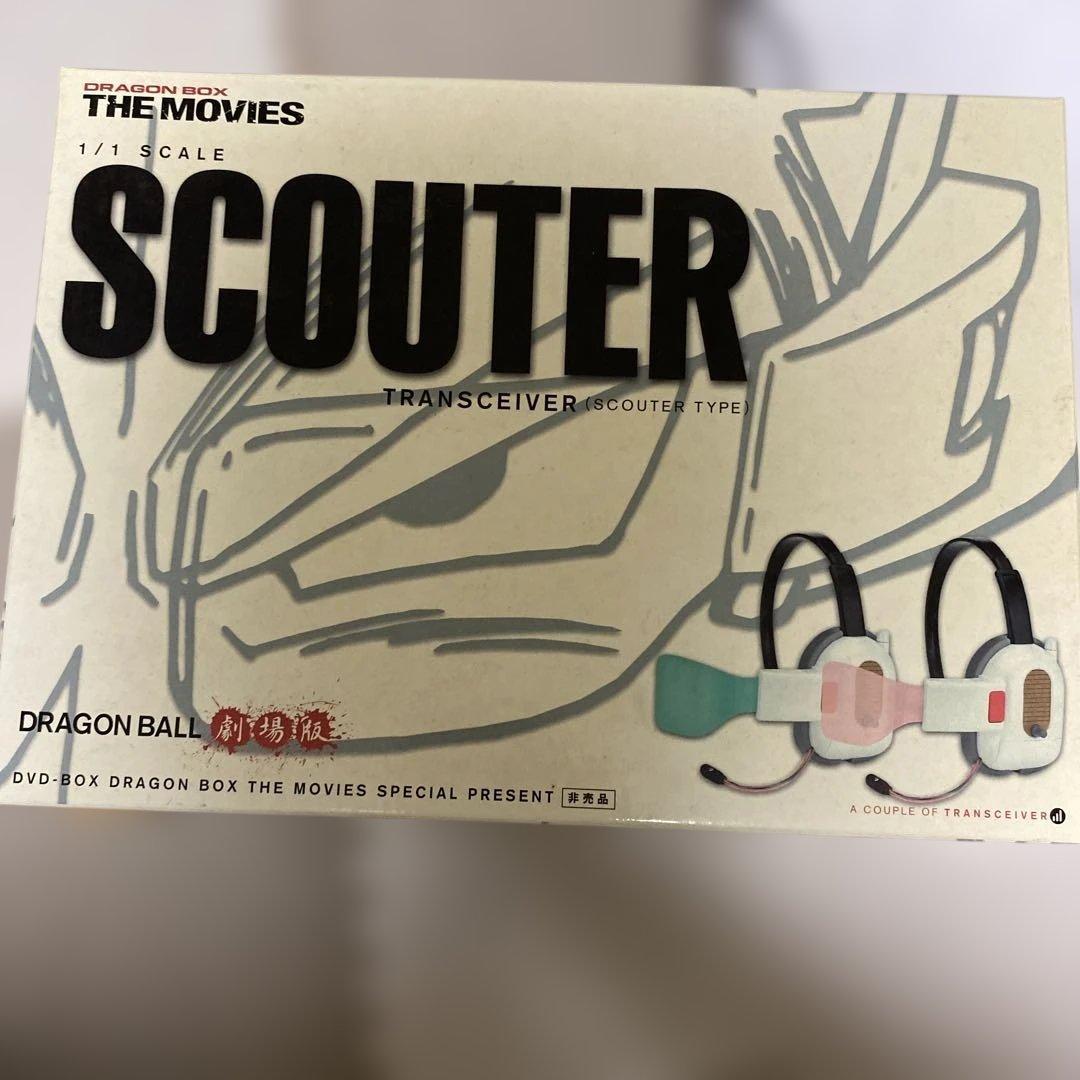 DRAGON BOX
THE MOVIES
1/1 SCALE
SCOUTER
TRANSCEIVER (SCOUTER TYPE)
DRAGON BALL 劇場版
DVD-BOX DRAGON BOX THE MOVIES SPECIAL PRESENT 非売品
A COUPLE OF TRANSCEIVER